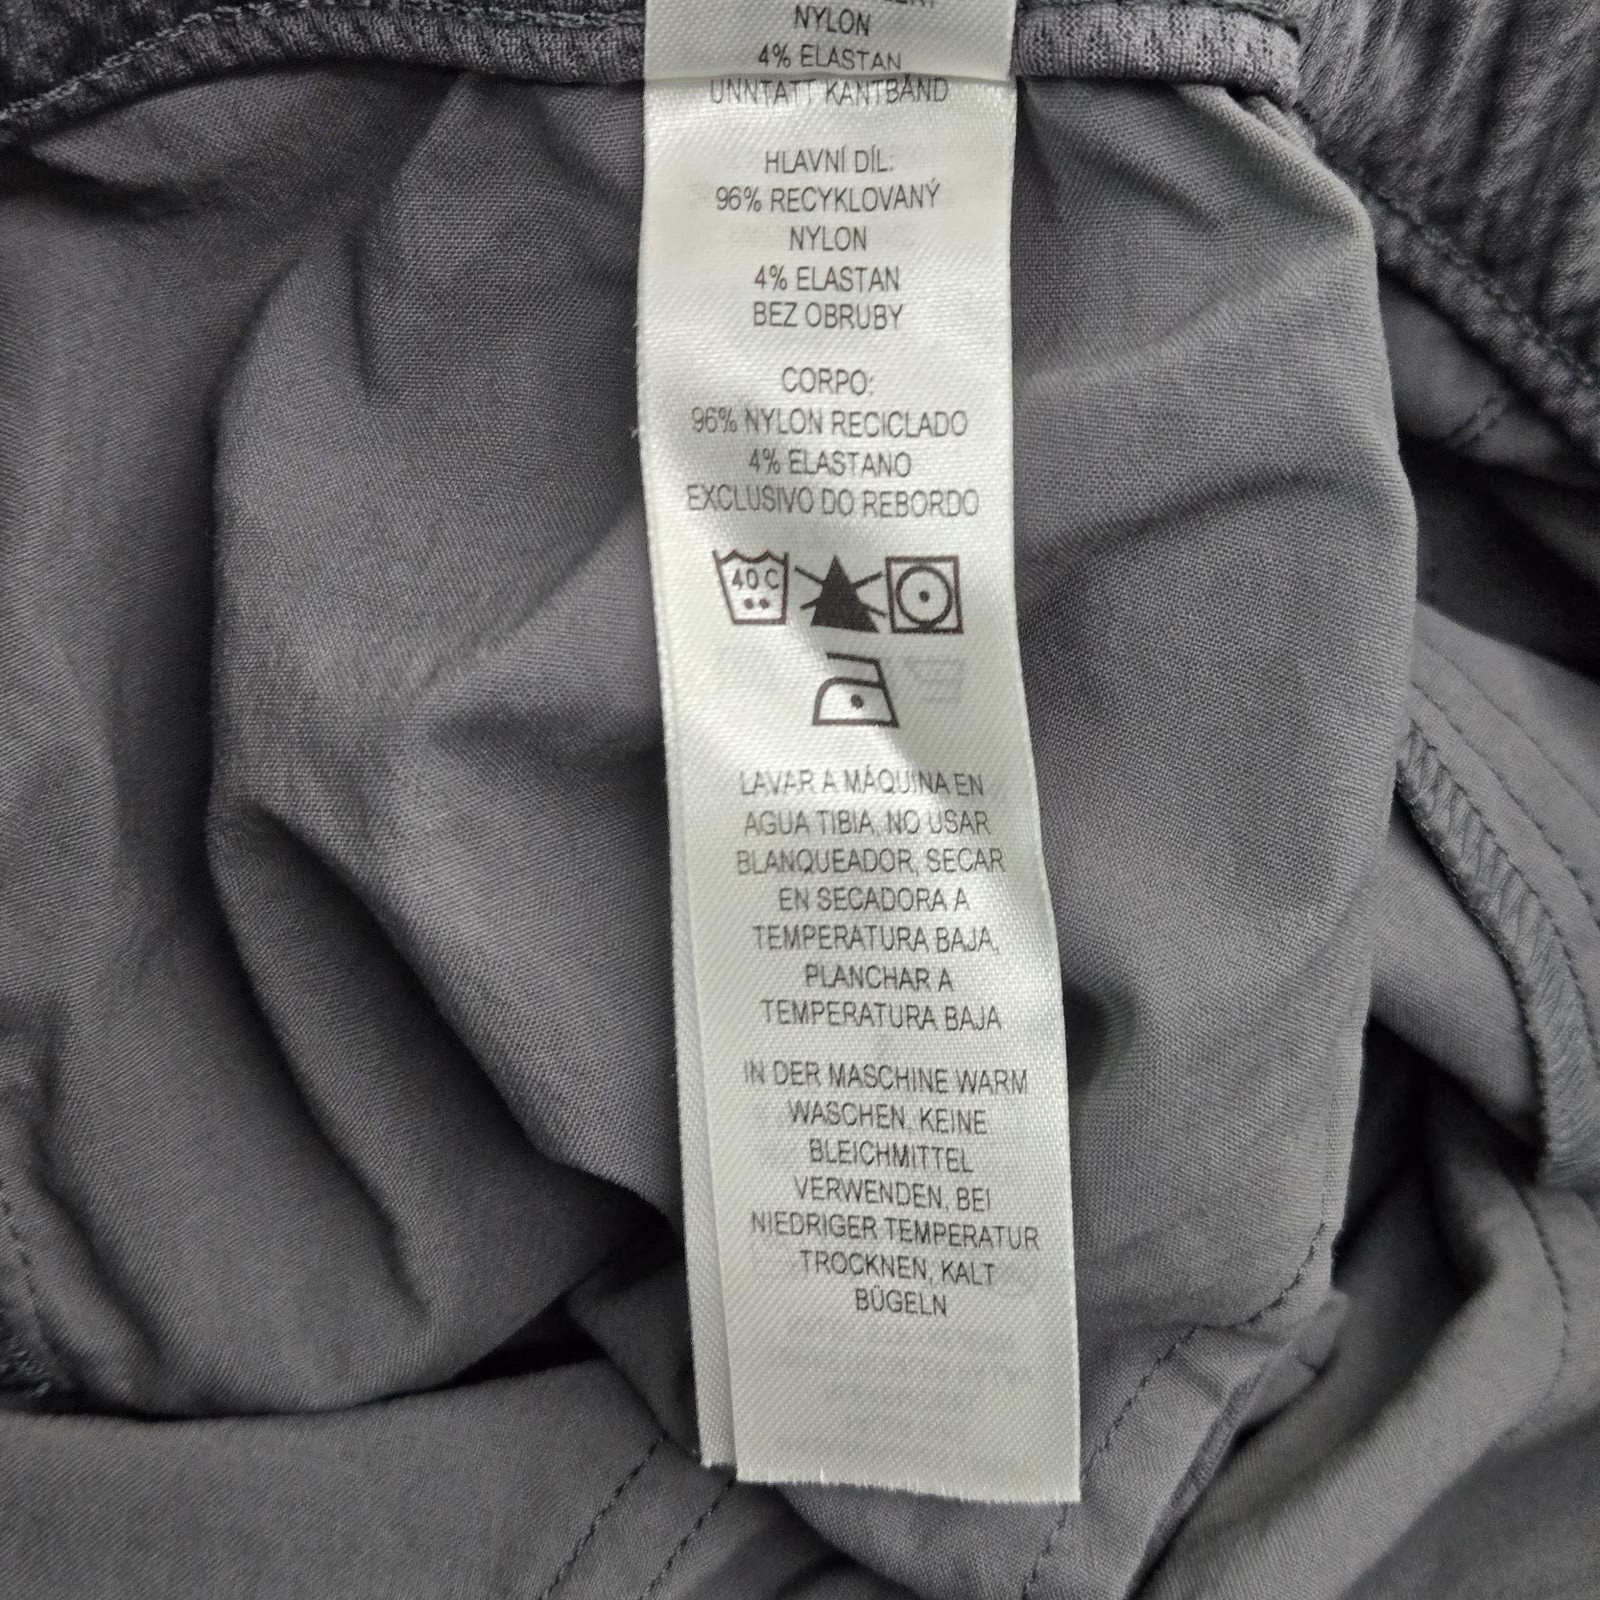 NYLON
4% ELASTAN
UNNTATT KANTBÅND
HLAVNÍ DÍL:
96% RECYKLOVANÝ
NYLON
4% ELASTAN
BEZ OBRUBY
CORPO:
96% NYLON RECICLADO
4% ELASTANO
EXCLUSIVO DO REBORDO
40 C
LAVAR A MÁQUINA EN
AGUA TIBIA, NO USAR
BLANQUEADOR, SECAR
EN SECADORA A
TEMPERATURA BAJA,
PLANCHAR A
TEMPERATURA BAJA
IN DER MASCHINE WARM
WASCHEN, KEINE
BLEICHMITTEL
VERWENDEN, BEI
NIEDRIGER TEMPERATUR
TROCKNEN, KALT
BÜGELN